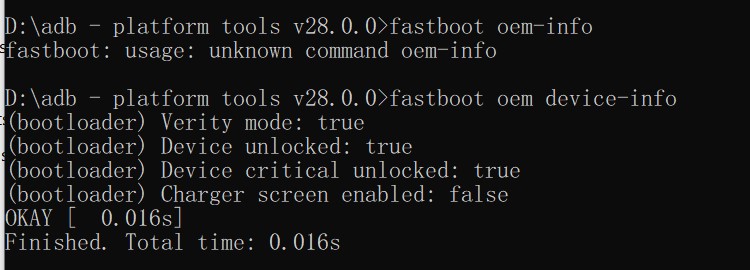 D:\adb - platform tools v28.0.0>fastboot oem-info
fastboot: usage: unknown command oem-info
D:\adb - platform tools v28.0.0>fastboot oem device-info
(bootloader) Verity mode: true
(bootloader) Device unlocked: true
(bootloader) Device critical unlocked: true
(bootloader) Charger screen enabled: false
OKAY [  0.016s]
Finished. Total time: 0.016s